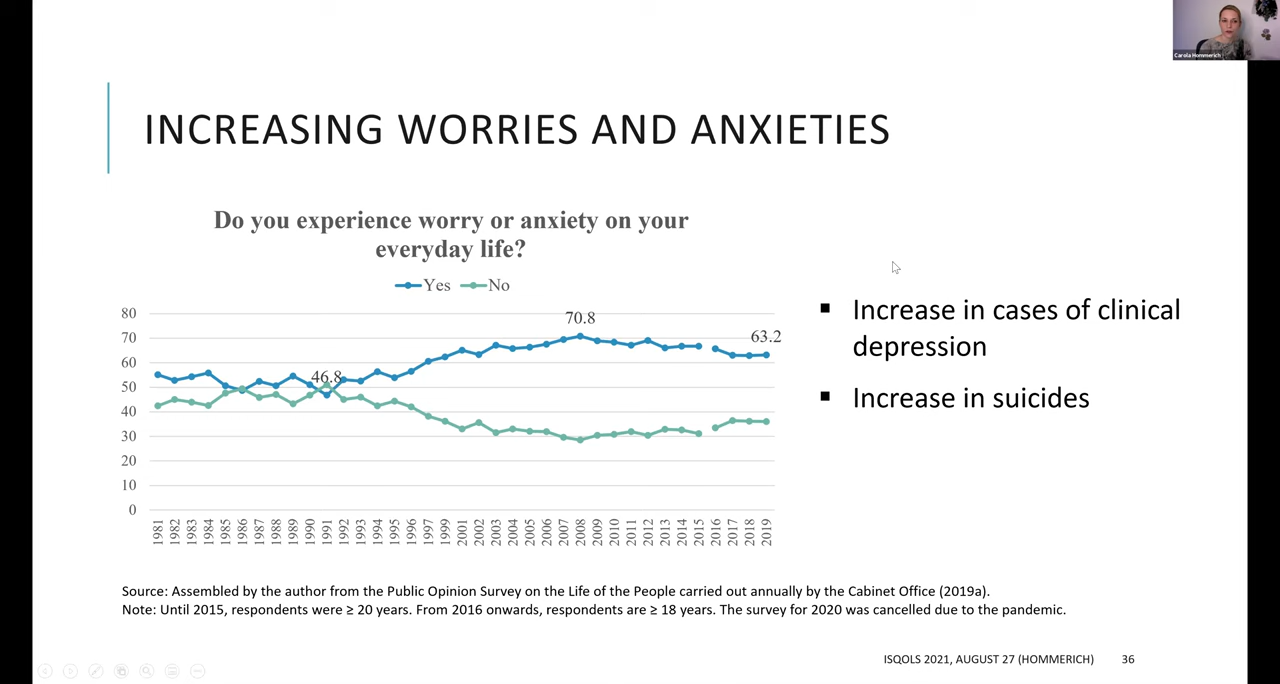 Carola Hommerich
INCREASING WORRIES AND ANXIETIES
Do you experience worry or anxiety on your
everyday life?
Yes No
80
70
60
50
40
30
20
10
0
70.8
63.2
46.8
1981 1982 1983 1984 1985 1986 1987 1988 1989 1990 1991 1992 1993 1994 1995 1996 1997 1999 2001 2002 2003 2004 2005 2006 2007 2008 2009 2010 2011 2012 2013 2014 2015 2016 2017 2018 2019
▪ Increase in cases of clinical
depression
▪ Increase in suicides
Source: Assembled by the author from the Public Opinion Survey on the Life of the People carried out annually by the Cabinet Office (2019a).
Note: Until 2015, respondents were ≥ 20 years. From 2016 onwards, respondents are ≥ 18 years. The survey for 2020 was cancelled due to the pandemic.
ISQOLS 2021, AUGUST 27 (HOMMERICH) 36